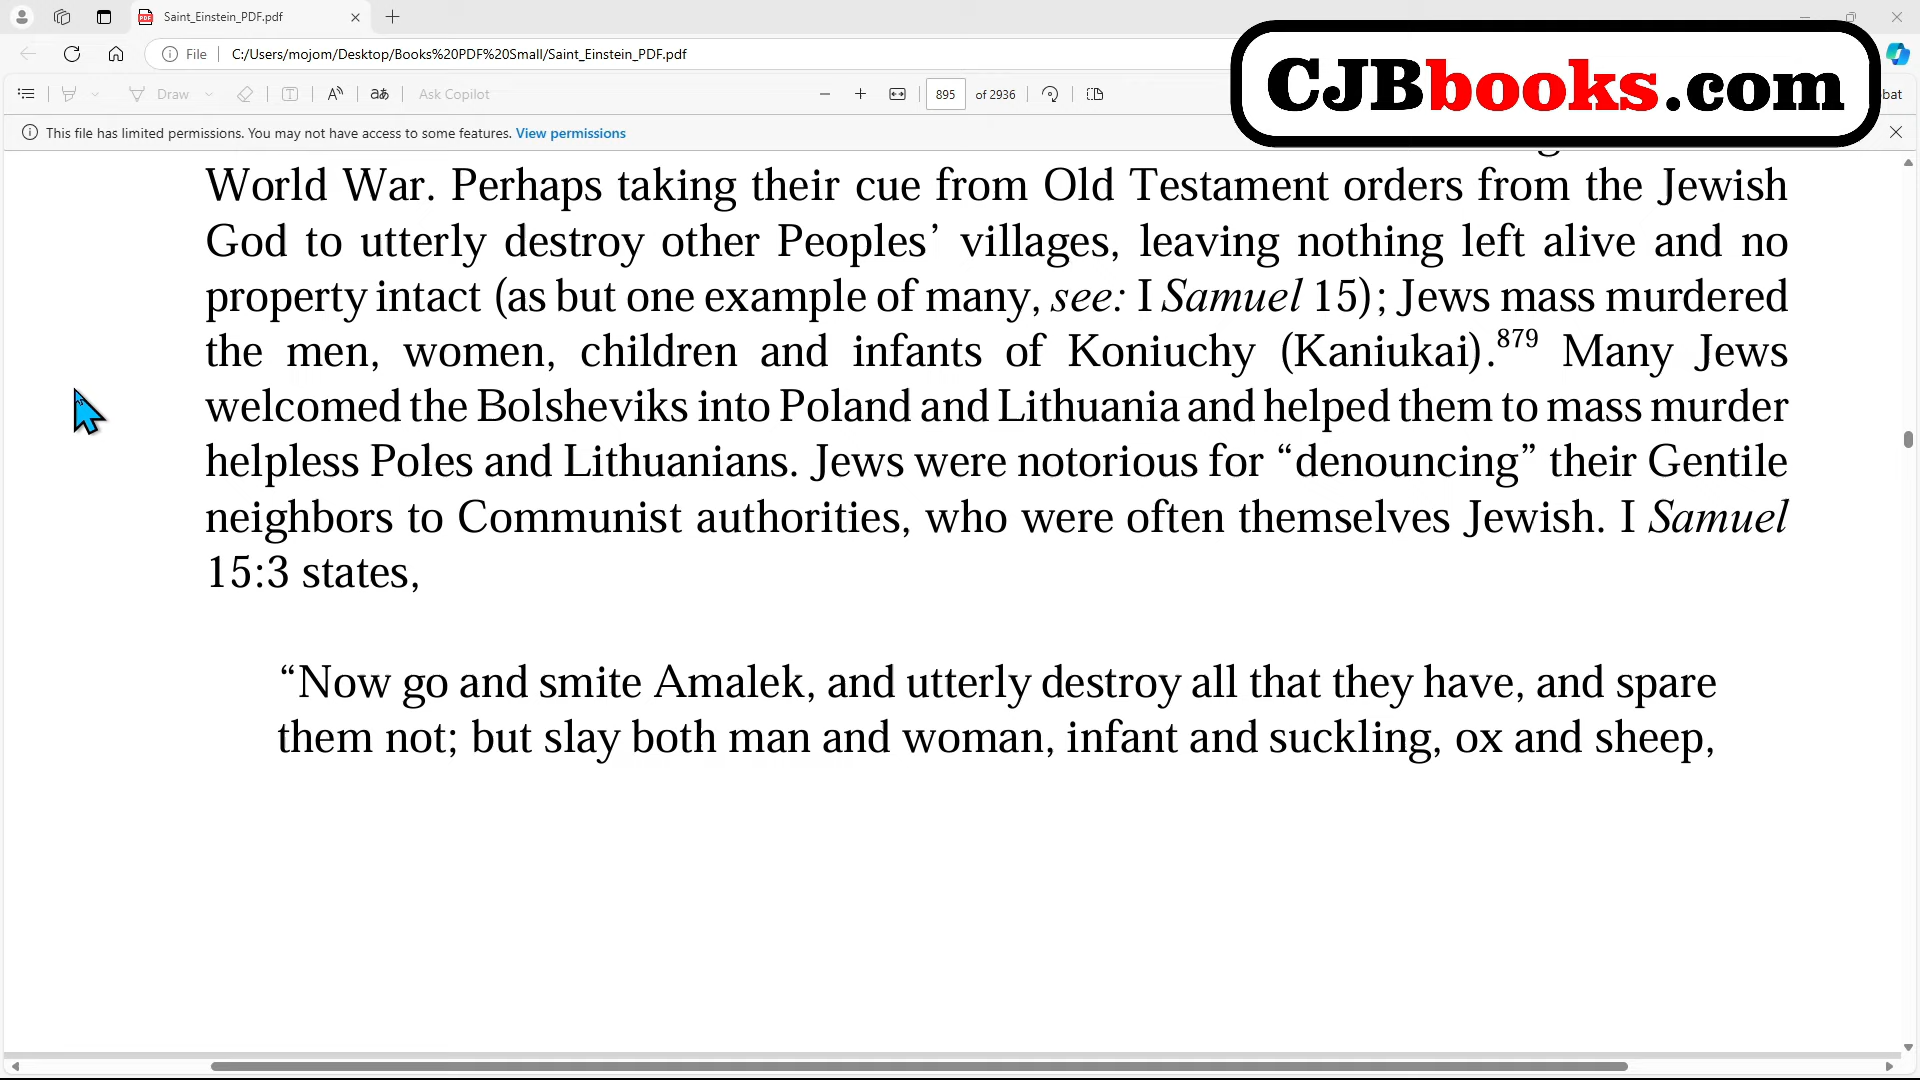 Saint_Einstein_PDF.pdf
File
C:/Users/mojom/Desktop/Books%20PDF%20Small/Saint_Einstein_PDF.pdf
CJBbooks.com
Draw
Ask Copilot
895 of 2936
bat
This file has limited permissions. You may not have access to some features. View permissions
World War. Perhaps taking their cue from Old Testament orders from the Jewish
God to utterly destroy other Peoples’ villages, leaving nothing left alive and no
property intact (as but one example of many, see: I Samuel 15); Jews mass murdered
the men, women, children and infants of Koniuchy (Kaniukai).879 Many Jews
welcomed the Bolsheviks into Poland and Lithuania and helped them to mass murder
helpless Poles and Lithuanians. Jews were notorious for “denouncing” their Gentile
neighbors to Communist authorities, who were often themselves Jewish. I Samuel
15:3 states,
“Now go and smite Amalek, and utterly destroy all that they have, and spare
them not; but slay both man and woman, infant and suckling, ox and sheep,